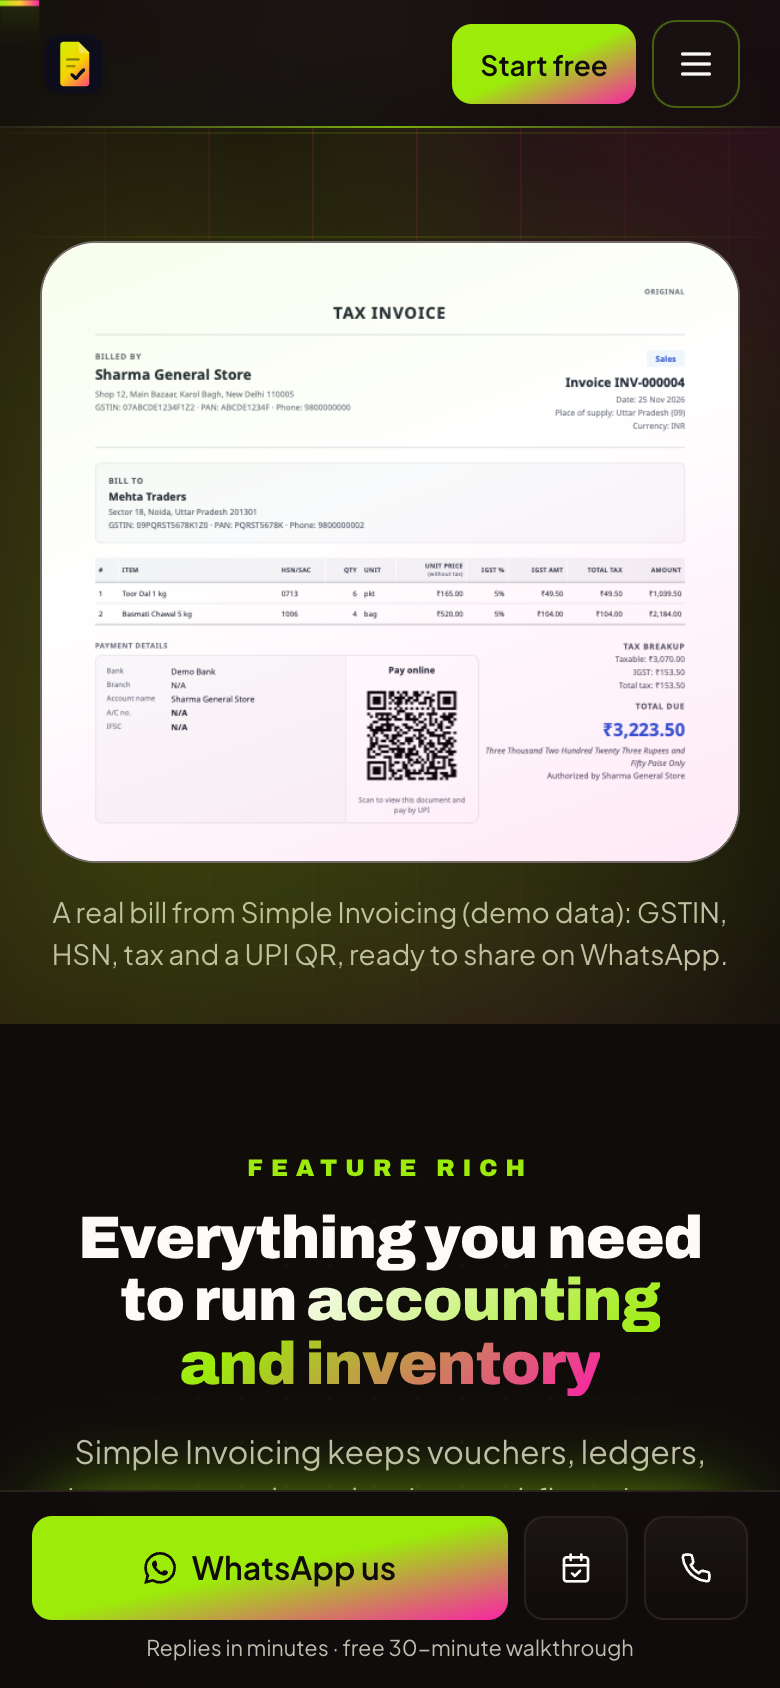 Start free
ORIGINAL
TAX INVOICE
BILLED BY
Sharma General Store
Shop 12, Main Bazaar, Karol Bagh, New Delhi 110005
GSTIN: 07ABCDE1234F1Z2 · PAN: ABCDE1234F · Phone: 9800000000
Sales
Invoice INV-000004
Date: 25 Nov 2026
Place of supply: Uttar Pradesh (09)
Currency: INR
BILL TO
Mehta Traders
Sector 18, Noida, Uttar Pradesh 201301
GSTIN: 09PQRST5678K1Z0 · PAN: PQRST5678K · Phone: 9800000002
# ITEM HSN/SAC QTY UNIT UNIT PRICE (without tax) IGST % IGST AMT TOTAL TAX AMOUNT
1 Toor Dal 1 kg 0713 6 pkt ₹165.00 5% ₹49.50 ₹49.50 ₹1,039.50
2 Basmati Chawal 5 kg 1006 4 bag ₹520.00 5% ₹104.00 ₹104.00 ₹2,184.00
PAYMENT DETAILS
Bank Demo Bank
Branch N/A
Account name Sharma General Store
A/C no. N/A
IFSC N/A
Pay online
Scan to view this document and
pay by UPI
TAX BREAKUP
Taxable: ₹3,070.00
IGST: ₹153.50
Total tax: ₹153.50
TOTAL DUE
₹3,223.50
Three Thousand Two Hundred Twenty Three Rupees and
Fifty Paise Only
Authorized by Sharma General Store
A real bill from Simple Invoicing (demo data): GSTIN,
HSN, tax and a UPI QR, ready to share on WhatsApp.
FEATURE RICH
Everything you need
to run accounting
and inventory
Simple Invoicing keeps vouchers, ledgers,
WhatsApp us
Replies in minutes · free 30–minute walkthrough